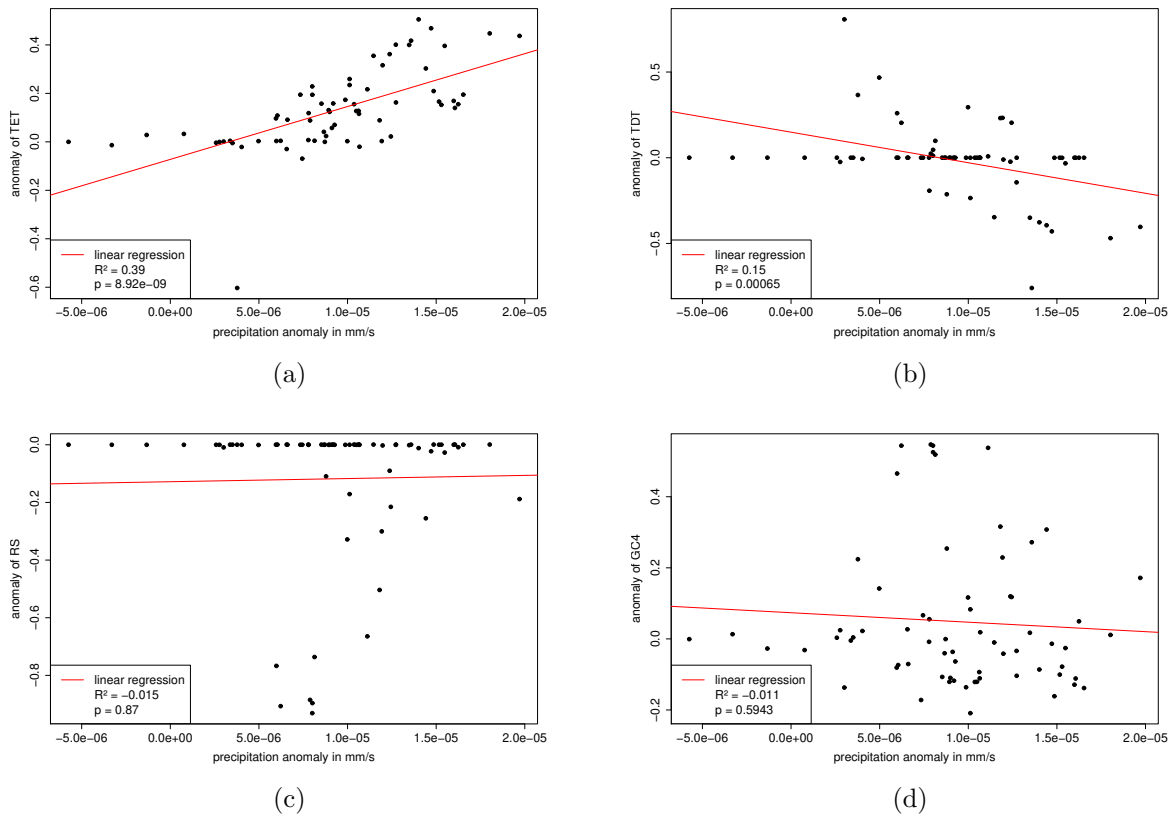 anomaly of TET
0.4
0.2
0.0
−0.2
−0.4
−0.6
linear regression
R² = 0.39
p = 8.92e−09
−5.0e−06 0.0e+00 5.0e−06 1.0e−05 1.5e−05 2.0e−05
precipitation anomaly in mm/s
(a)
anomaly of TDT
0.5
0.0
−0.5
linear regression
R² = 0.15
p = 0.00065
−5.0e−06 0.0e+00 5.0e−06 1.0e−05 1.5e−05 2.0e−05
precipitation anomaly in mm/s
(b)
anomaly of RS
0.0
−0.2
−0.4
−0.6
−0.8
linear regression
R² = −0.015
p = 0.87
−5.0e−06 0.0e+00 5.0e−06 1.0e−05 1.5e−05 2.0e−05
precipitation anomaly in mm/s
(c)
anomaly of GC4
0.4
0.2
0.0
−0.2
linear regression
R² = −0.011
p = 0.5943
−5.0e−06 0.0e+00 5.0e−06 1.0e−05 1.5e−05 2.0e−05
precipitation anomaly in mm/s
(d)